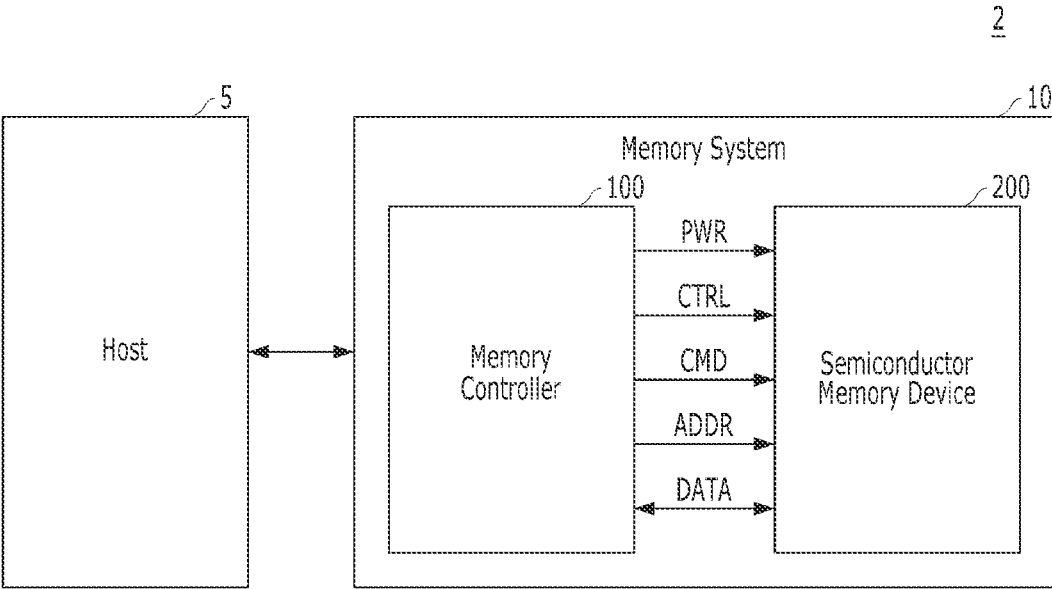 2
5
10
Memory System
100
200
PWR
CTRL
Host
Memory
Controller
CMD
Semiconductor
Memory Device
ADDR
DATA